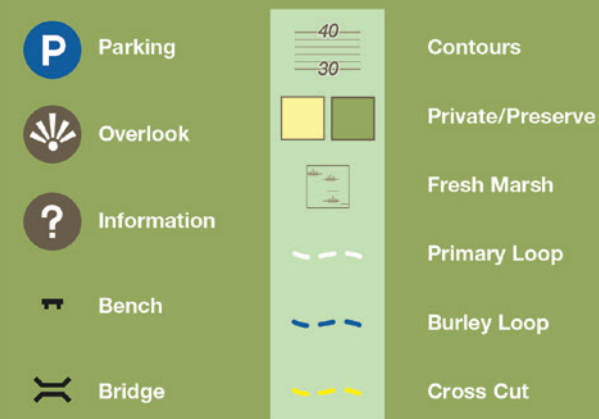 P
Parking
Overlook
?
Information
Bench
Bridge
40
30
Contours
Private/Preserve
Fresh Marsh
Primary Loop
Burley Loop
Cross Cut